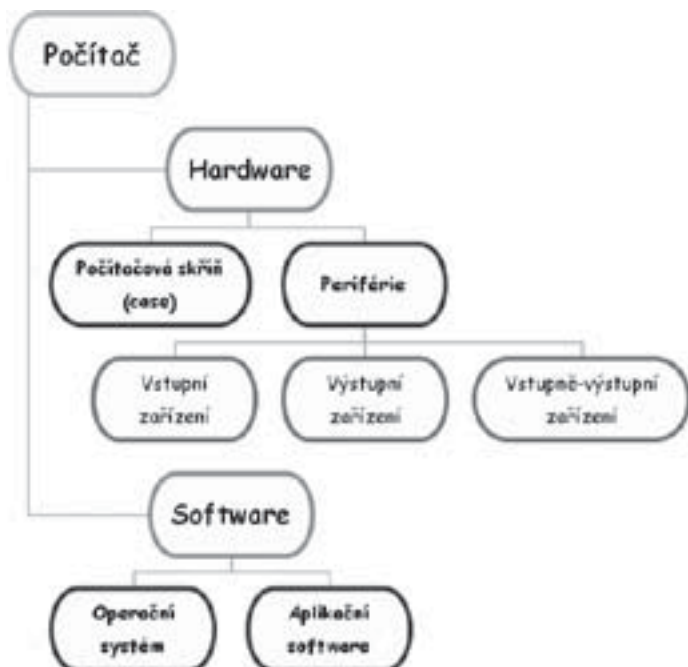 Počítač
Hardware
Počítačová skříň
(case)
Periférie
Vstupní
zařízení
Výstupní
zařízení
Vstupně-výstupní
zařízení
Software
Operační
systém
Aplikační
software